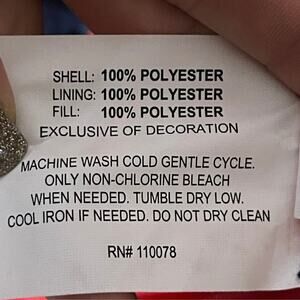 SHELL: 100% POLYESTER
LINING: 100% POLYESTER
FILL: 100% POLYESTER
EXCLUSIVE OF DECORATION
MACHINE WASH COLD GENTLE CYCLE.
ONLY NON-CHLORINE BLEACH
WHEN NEEDED. TUMBLE DRY LOW.
COOL IRON IF NEEDED. DO NOT DRY CLEAN
RN# 110078